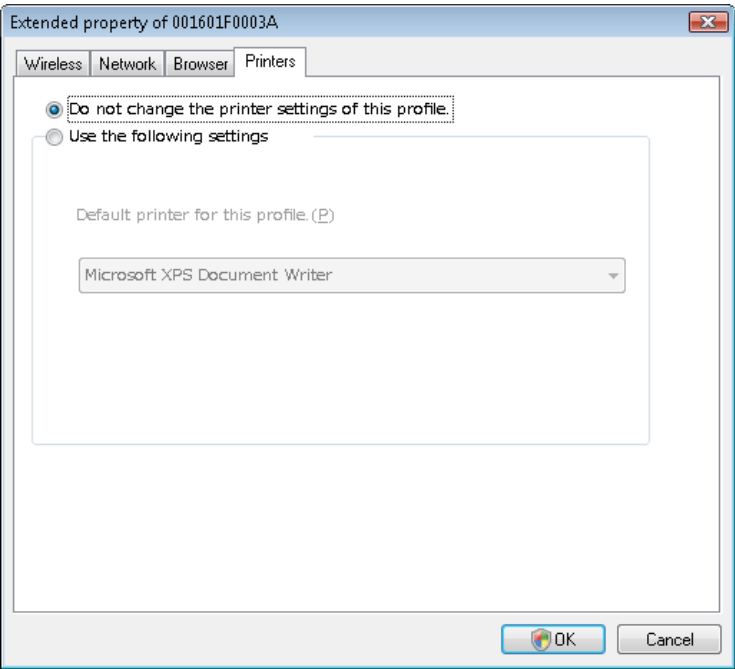 Extended property of 001601F0003A
Wireless Network Browser Printers
Do not change the printer settings of this profile.
Use the following settings
Default printer for this profile.(P)
Microsoft XPS Document Writer
OK Cancel